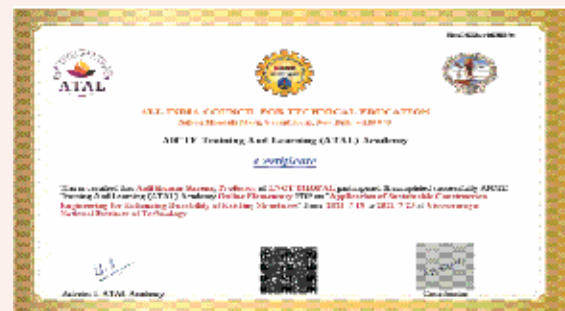 ATAL
ALL INDIA COUNCIL FOR TECHNICAL EDUCATION
AICTE Training And Learning (ATAL) Academy
Certificate
This is certified that Anil Kumar Saxena, Professor of LNCT BHOPAL participated & completed successfully AICTE
Training And Learning (ATAL) Academy Online Elementary FDP on "Application of Sustainable Construction
Engineering for Enhancing Durability of Existing Structures" from 2021-7-19 to 2021-7-23 at Visvesvaraya
National Institute of Technology.
ATAL Academy
Coordinator